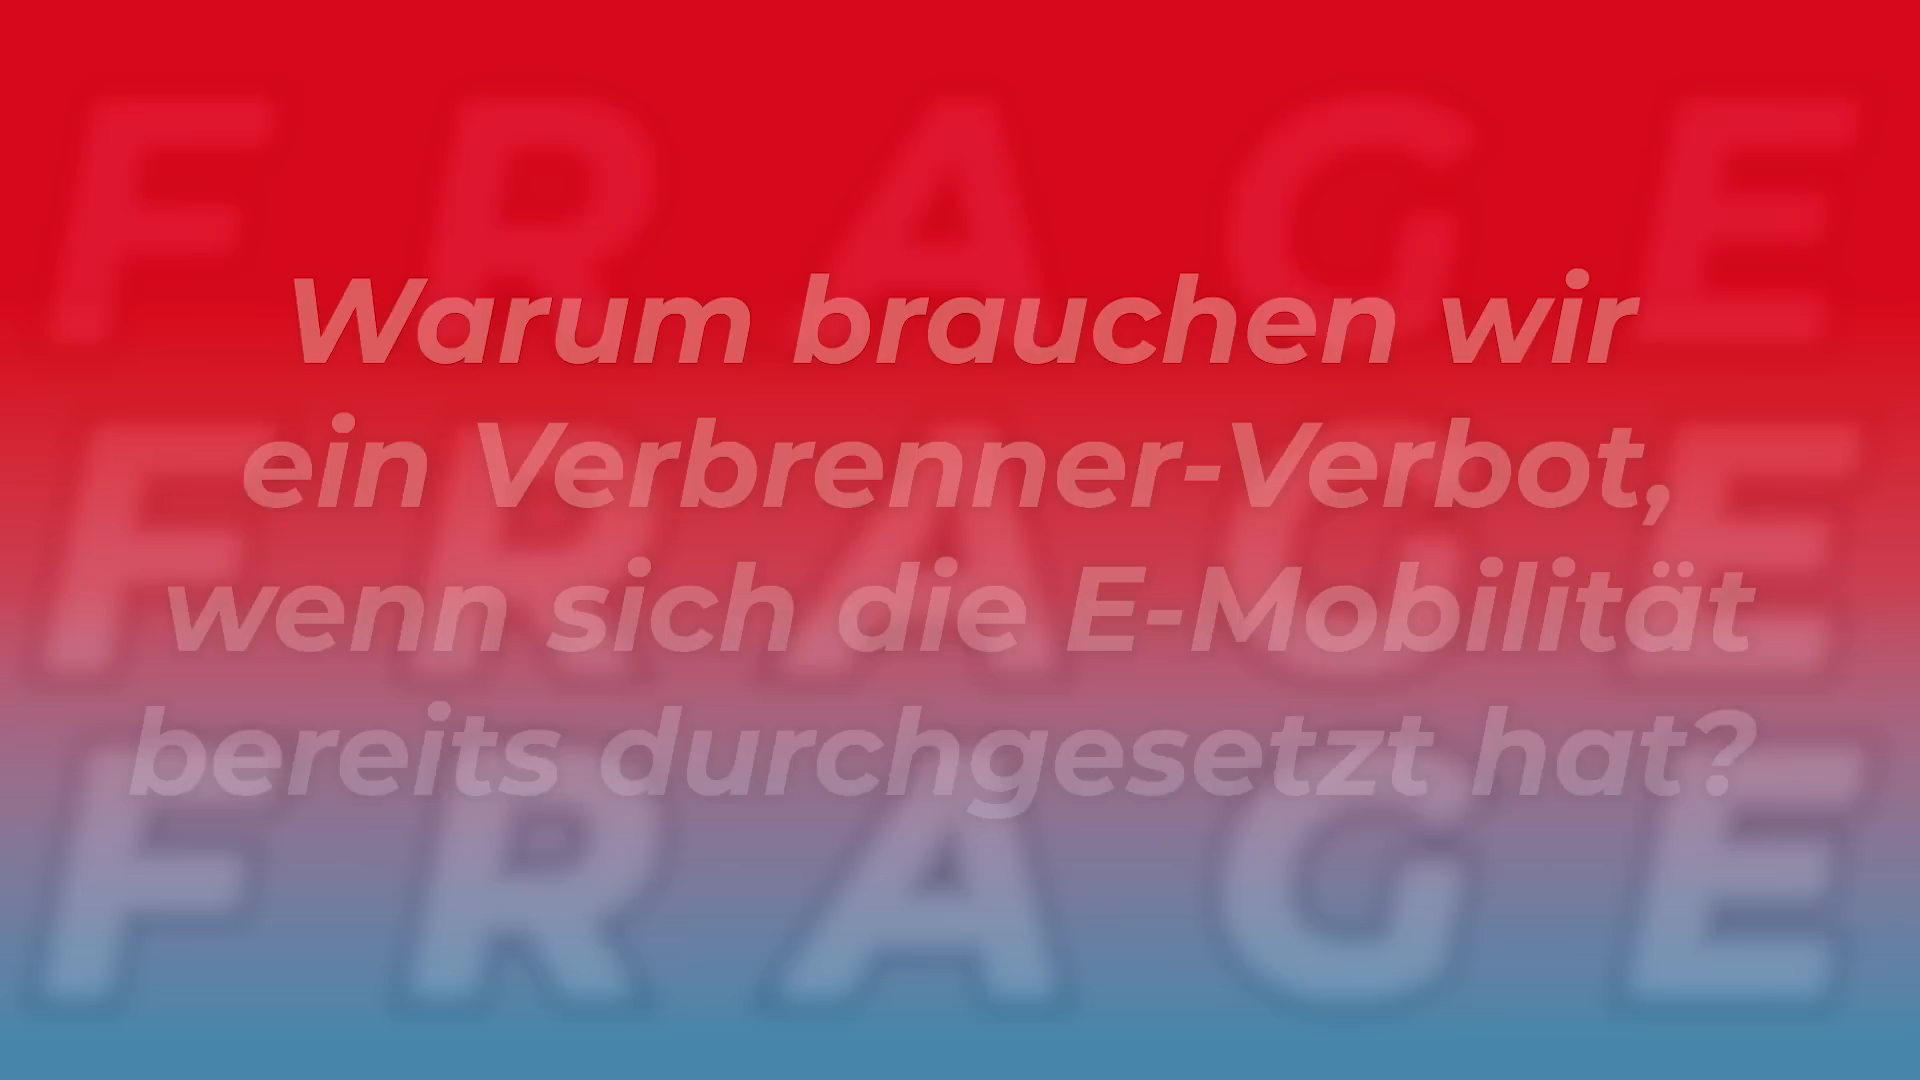 FRAGE
Warum brauchen wir
ein Verbrenner-Verbot,
FRAGE
wenn sich die E-Mobilität
bereits durchgesetzt hat?
FRAGE